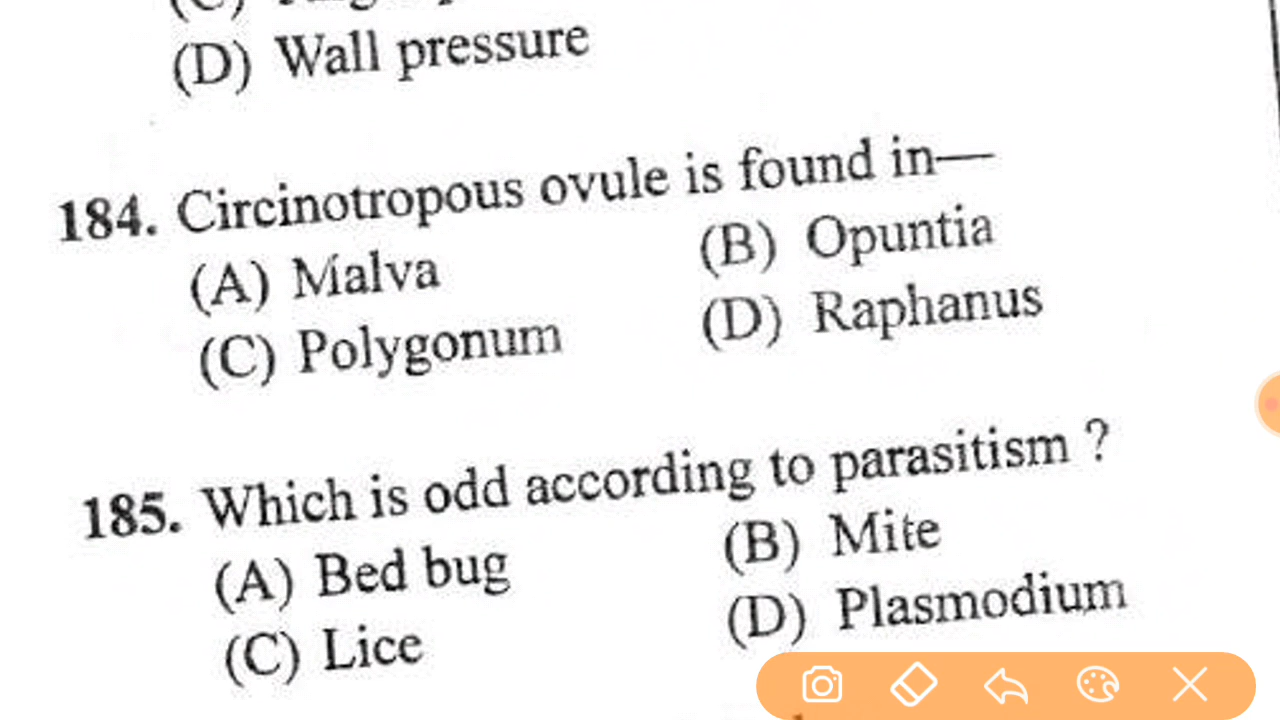 (D) Wall pressure
184. Circinotropous ovule is found in—
(A) Malva (B) Opuntia
(C) Polygonum (D) Raphanus
185. Which is odd according to parasitism ?
(A) Bed bug (B) Mite
(C) Lice (D) Plasmodium